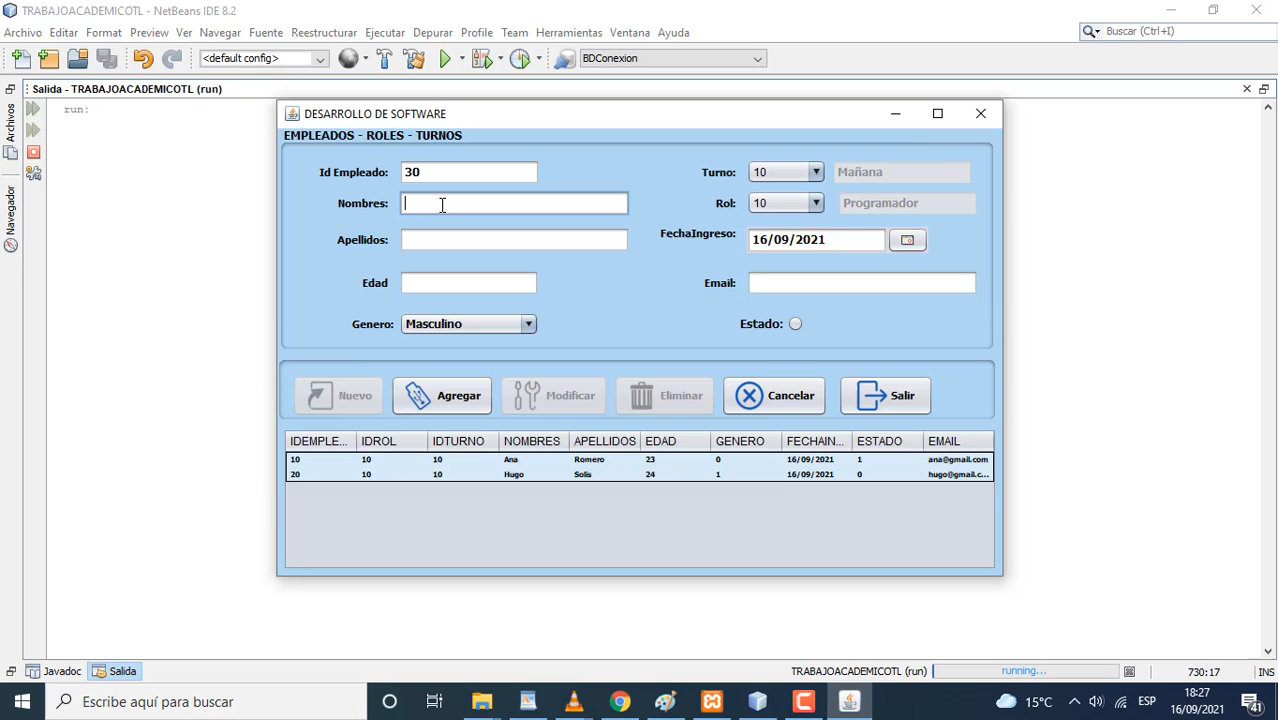 TRABAJOACADEMICOTL - NetBeans IDE 8.2
Archivo Editar Format Preview Ver Navegar Fuente Reestructurar Ejecutar Depurar Profile Team Herramientas Ventana Ayuda
Buscar (Ctrl+I)
<default config>
BDConexion
Salida - TRABAJOACADEMICOTL (run)
run:
Archivos
Navegador
DESARROLLO DE SOFTWARE
EMPLEADOS - ROLES - TURNOS
Id Empleado: 30
Turno: 10 Mañana
Nombres:
Rol: 10 Programador
Apellidos:
FechaIngreso: 16/09/2021
Edad
Email:
Genero: Masculino
Estado:
Nuevo Agregar Modificar Eliminar Cancelar Salir
IDEMPLE... IDROL IDTURNO NOMBRES APELLIDOS EDAD GENERO FECHAIN... ESTADO EMAIL
10 10 10 Ana Romero 23 0 16/09/2021 1 ana@gmail.com
20 10 10 Hugo Solis 24 1 16/09/2021 0 hugo@gmail.c...
Javadoc Salida
TRABAJOACADEMICOTL (run) running... 730:17 INS
Escribe aquí para buscar
15°C ESP 18:27
16/09/2021
41